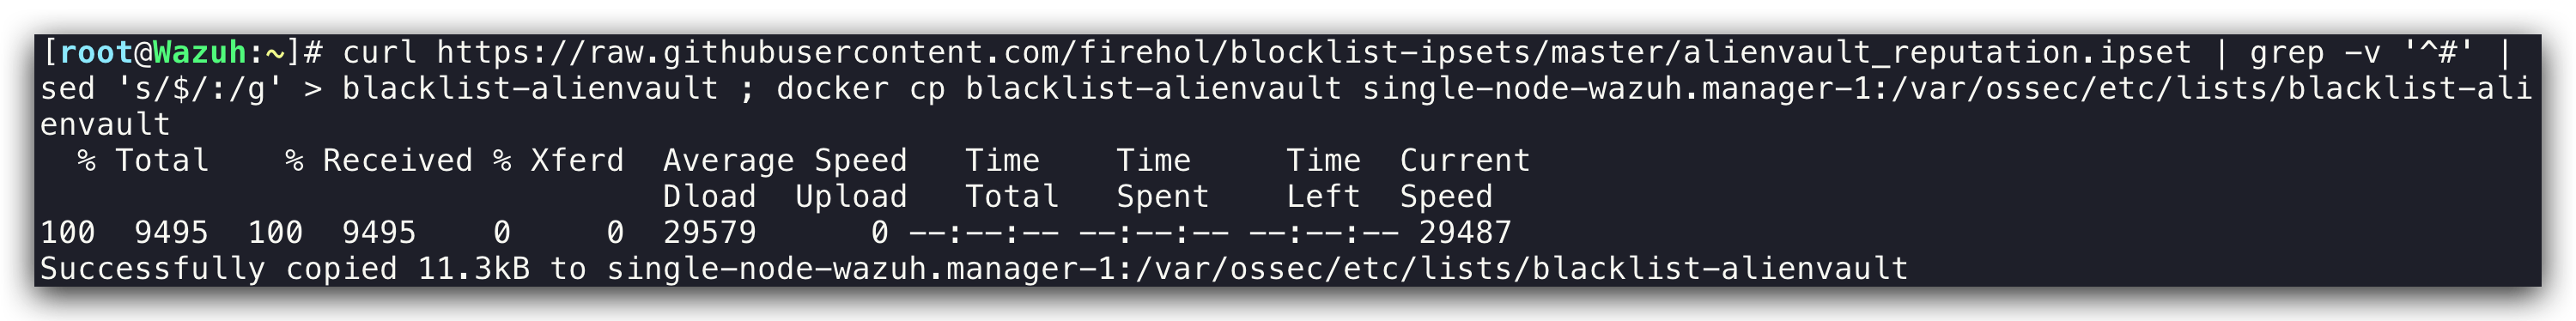 [root@Wazuh:~]# curl https://raw.githubusercontent.com/firehol/blocklist-ipsets/master/alienvault_reputation.ipset | grep -v '^#' |
sed 's/$/:/g' > blacklist-alienvault ; docker cp blacklist-alienvault single-node-wazuh.manager-1:/var/ossec/etc/lists/blacklist-ali
envault
  % Total    % Received % Xferd  Average Speed   Time    Time     Time  Current
                                 Dload  Upload   Total   Spent    Left  Speed
100  9495  100  9495    0     0  29579      0 --:--:-- --:--:-- --:--:-- 29487
Successfully copied 11.3kB to single-node-wazuh.manager-1:/var/ossec/etc/lists/blacklist-alienvault